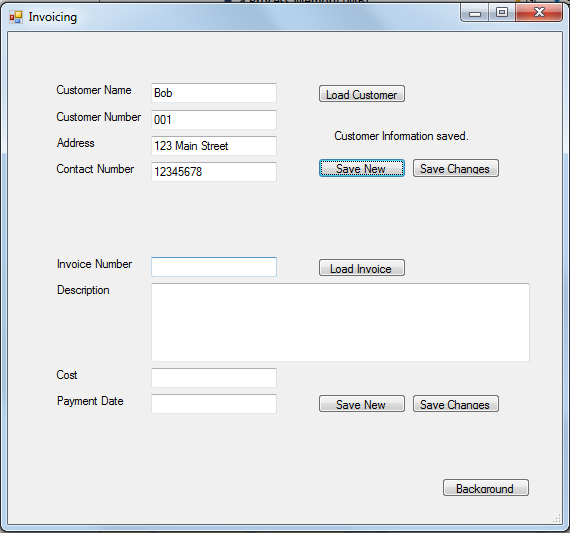 Invoicing
Customer Name Bob Load Customer
Customer Number 001
Customer Information saved.
Address 123 Main Street
Contact Number 12345678 Save New Save Changes
Invoice Number Load Invoice
Description
Cost
Payment Date Save New Save Changes
Background